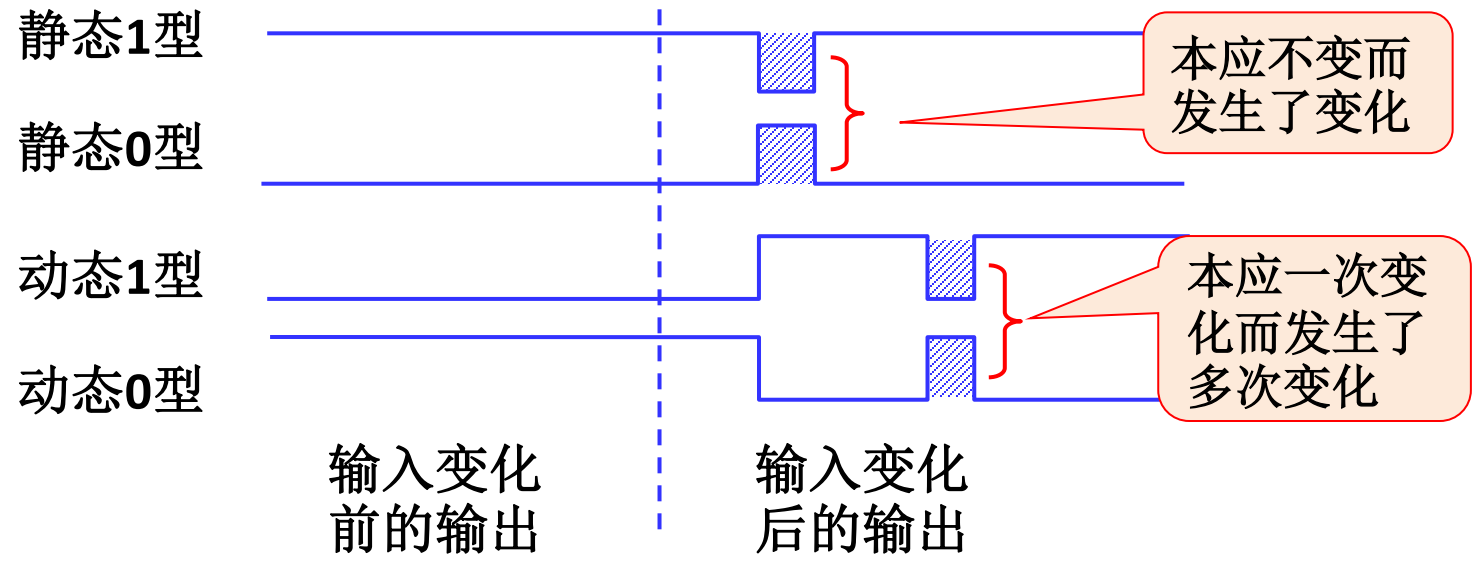 静态1型
本应不变而
发生了变化
静态0型
动态1型
本应一次变
化而发生了
多次变化
动态0型
输入变化
前的输出
输入变化
后的输出